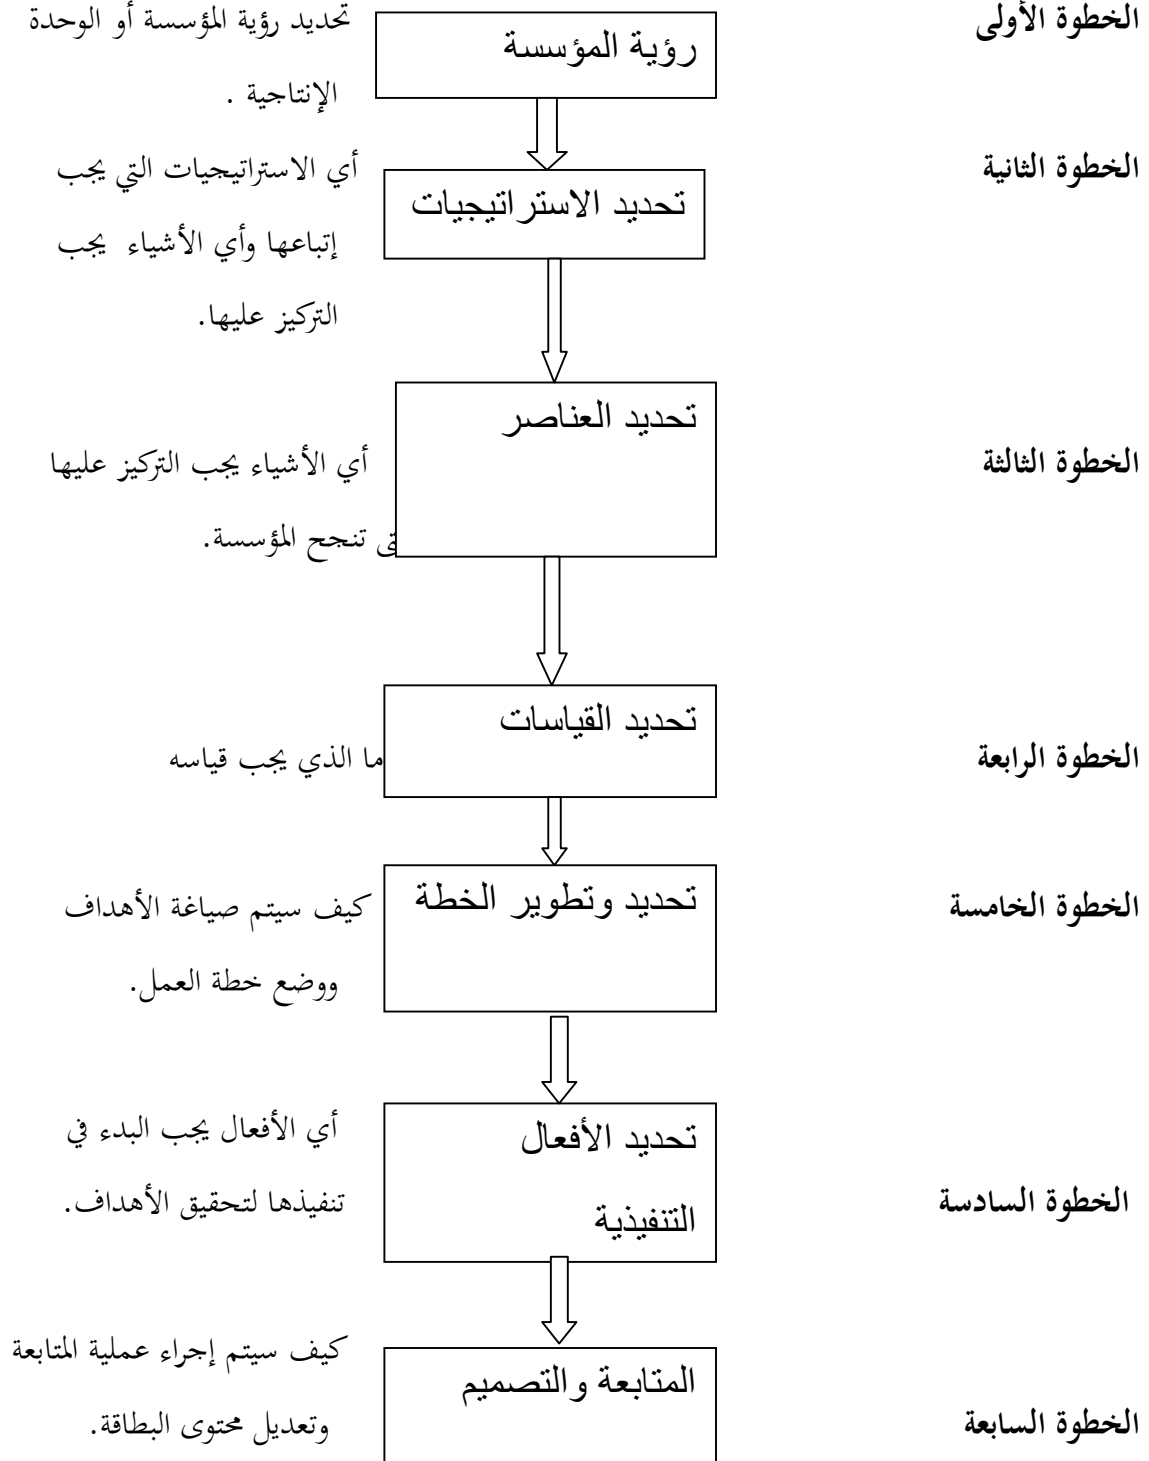 الخطوة الأولى
رؤية المؤسسة
تحديد رؤية المؤسسة أو الوحدة
الإنتاجية .
الخطوة الثانية
تحديد الاستراتيجيات
أي الاستراتيجيات التي يجب
إتباعها وأي الأشياء يجب
التركيز عليها.
الخطوة الثالثة
تحديد العناصر
أي الأشياء يجب التركيز عليها
تنجح المؤسسة.
الخطوة الرابعة
تحديد القياسات
ما الذي يجب قياسه
الخطوة الخامسة
تحديد وتطوير الخطة
كيف سيتم صياغة الأهداف
ووضع خطة العمل.
الخطوة السادسة
تحديد الأفعال
التنفيذية
أي الأفعال يجب البدء في
تنفيذها لتحقيق الأهداف.
الخطوة السابعة
المتابعة والتصميم
كيف سيتم إجراء عملية المتابعة
وتعديل محتوى البطاقة.